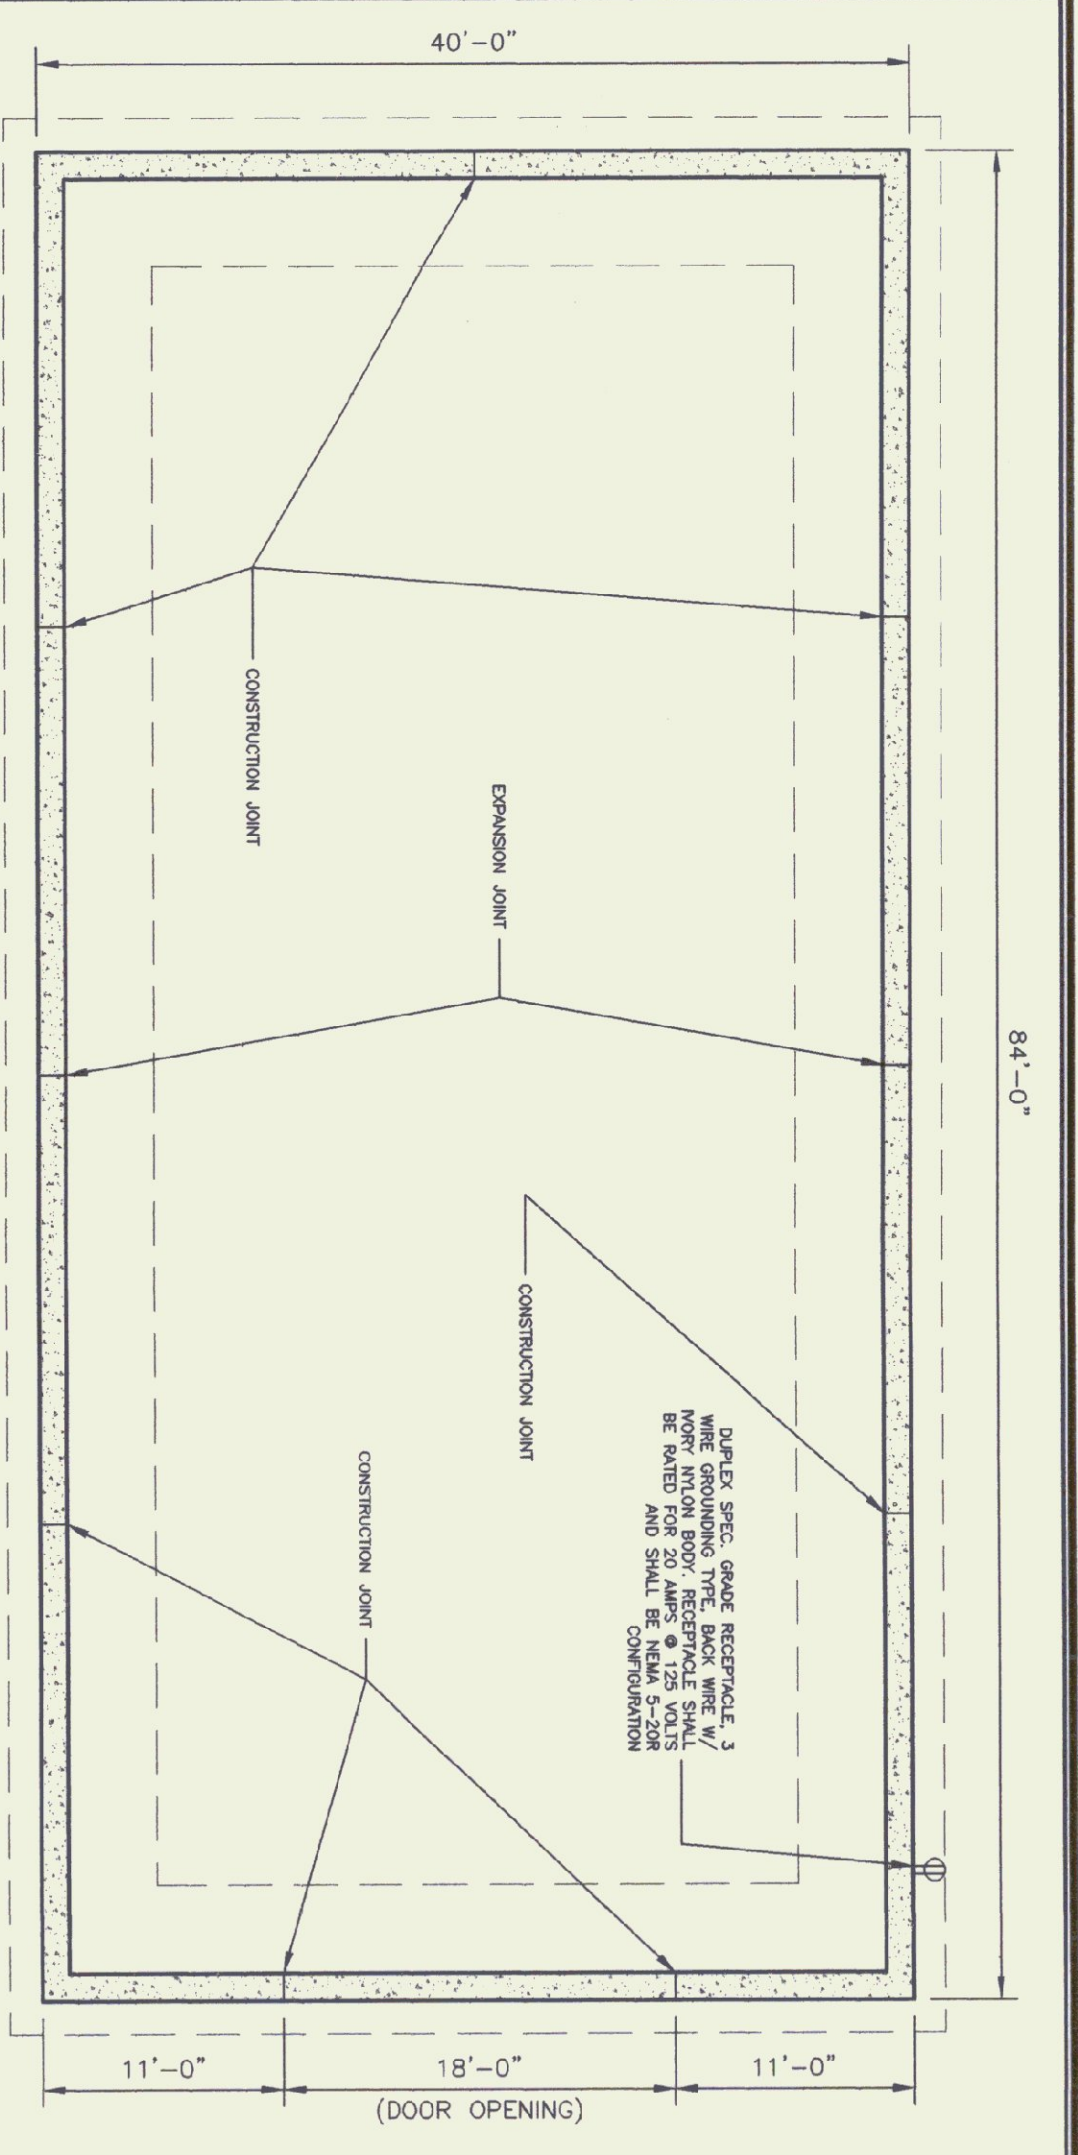 40'-0"
84'-0"
CONSTRUCTION JOINT
EXPANSION JOINT
CONSTRUCTION JOINT
DUPLEX SPEC. GRADE RECEPTACLE, 3
WIRE GROUNDING TYPE, BACK WIRE W/
IVORY NYLON BODY. RECEPTACLE SHALL
BE RATED FOR 20 AMPS @ 125 VOLTS
AND SHALL BE NEMA 5-20R
CONFIGURATION
CONSTRUCTION JOINT
11'-0"
18'-0"
11'-0"
(DOOR OPENING)